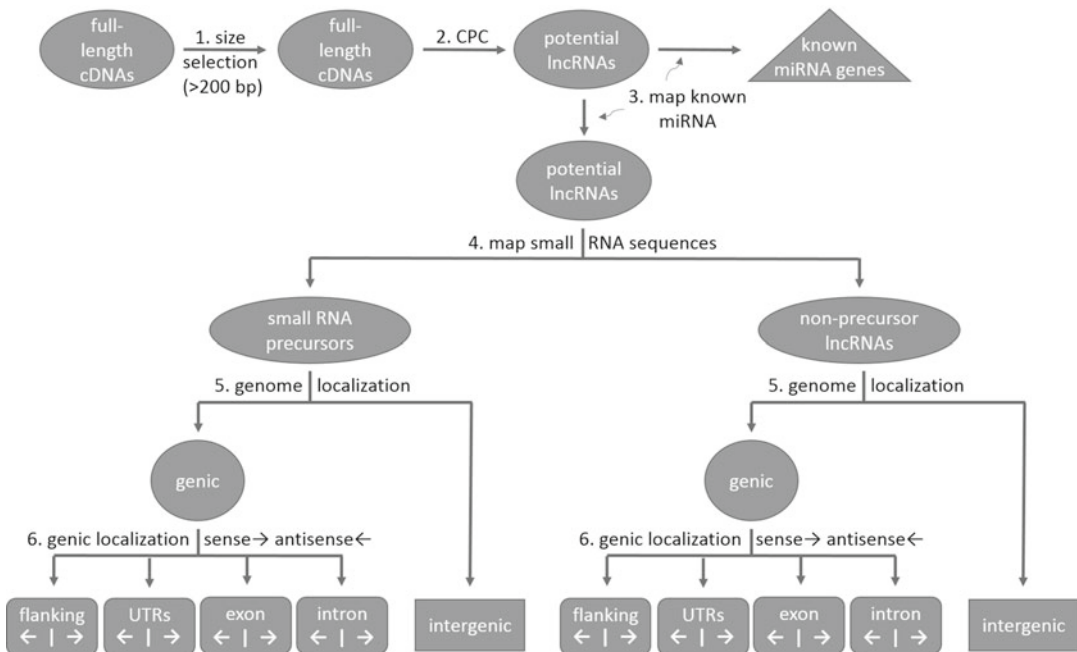 full-
length
cDNAs
1. size
selection
(>200 bp)
full-
length
cDNAs
2. CPC
potential
lncRNAs
known
miRNA genes
3. map known
miRNA
potential
lncRNAs
4. map small RNA sequences
small RNA
precursors
non-precursor
lncRNAs
5. genome localization
5. genome localization
genic
genic
6. genic localization sense→ antisense←
6. genic localization sense→ antisense←
flanking
← | →
UTRs
← | →
exon
← | →
intron
← | →
intergenic
flanking
← | →
UTRs
← | →
exon
← | →
intron
← | →
intergenic